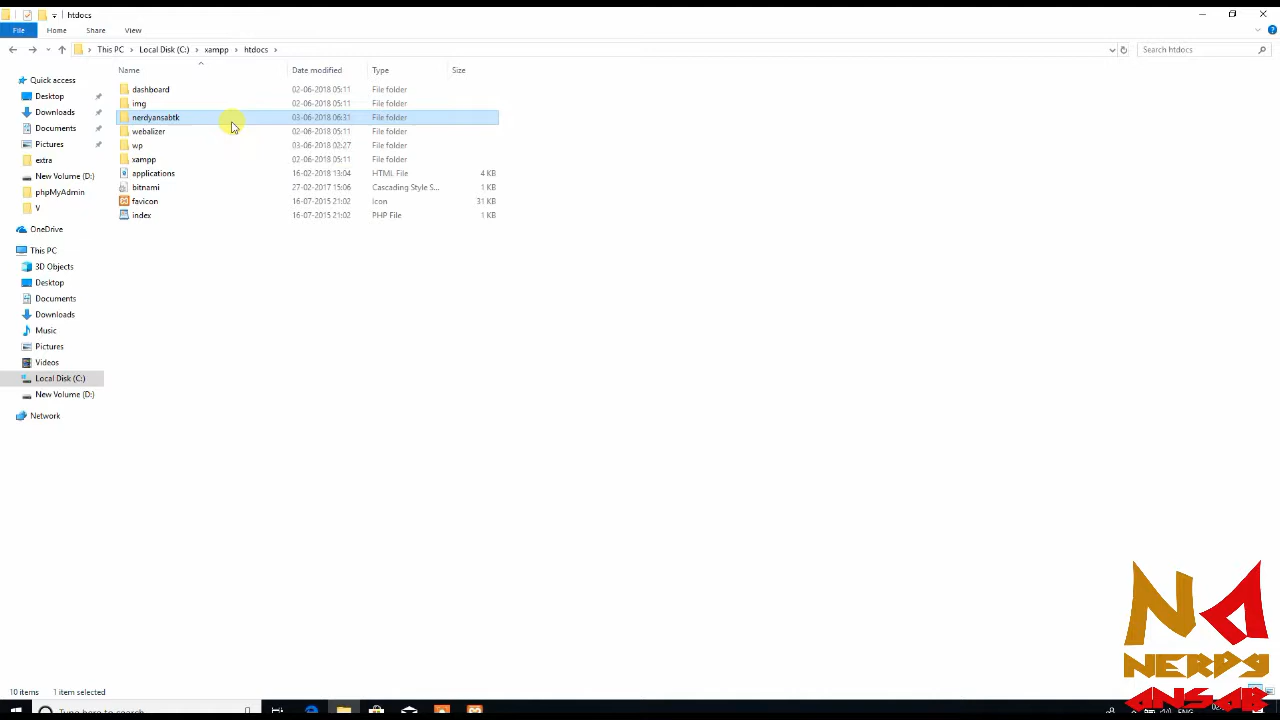 htdocs
File Home Share View
This PC Local Disk (C:) xampp htdocs Search htdocs
Name Date modified Type Size
Quick access
Desktop
Downloads
Documents
Pictures
extra
New Volume (D:)
phpMyAdmin
V
OneDrive
This PC
3D Objects
Desktop
Documents
Downloads
Music
Pictures
Videos
Local Disk (C:)
New Volume (D:)
Network
dashboard 02-06-2018 05:11 File folder
img 02-06-2018 05:11 File folder
nerdyansabtk 03-06-2018 06:31 File folder
webalizer 02-06-2018 05:11 File folder
wp 03-06-2018 02:27 File folder
xampp 02-06-2018 05:11 File folder
applications 16-02-2018 13:04 HTML File 4 KB
bitnami 27-02-2017 15:06 Cascading Style S... 1 KB
favicon 16-07-2015 21:02 Icon 31 KB
index 16-07-2015 21:02 PHP File 1 KB
NA
NERDY
ANSAB
10 items 1 item selected
Type here to search
ENG